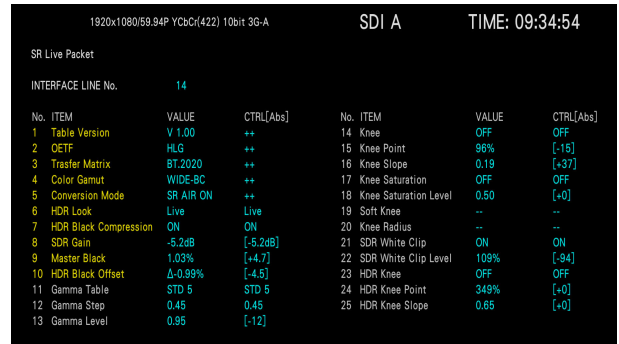 1920x1080/59.94P YCbCr(422) 10bit 3G-A SDI A TIME: 09:34:54
SR Live Packet
INTERFACE LINE No. 14
No. ITEM VALUE CTRL[Abs] No. ITEM VALUE CTRL[Abs]
1 Table Version V 1.00 ++ 14 Knee OFF OFF
2 OETF HLG ++ 15 Knee Point 96% [-15]
3 Trasfer Matrix BT.2020 ++ 16 Knee Slope 0.19 [+37]
4 Color Gamut WIDE-BC ++ 17 Knee Saturation OFF OFF
5 Conversion Mode SR AIR ON ++ 18 Knee Saturation Level 0.50 [+0]
6 HDR Look Live Live 19 Soft Knee -- --
7 HDR Black Compression ON ON 20 Knee Radius -- --
8 SDR Gain -5.2dB [-5.2dB] 21 SDR White Clip ON ON
9 Master Black 1.03% [+4.7] 22 SDR White Clip Level 109% [-94]
10 HDR Black Offset Δ-0.99% [-4.5] 23 HDR Knee OFF OFF
11 Gamma Table STD 5 STD 5 24 HDR Knee Point 349% [+0]
12 Gamma Step 0.45 0.45 25 HDR Knee Slope 0.65 [+0]
13 Gamma Level 0.95 [-12]